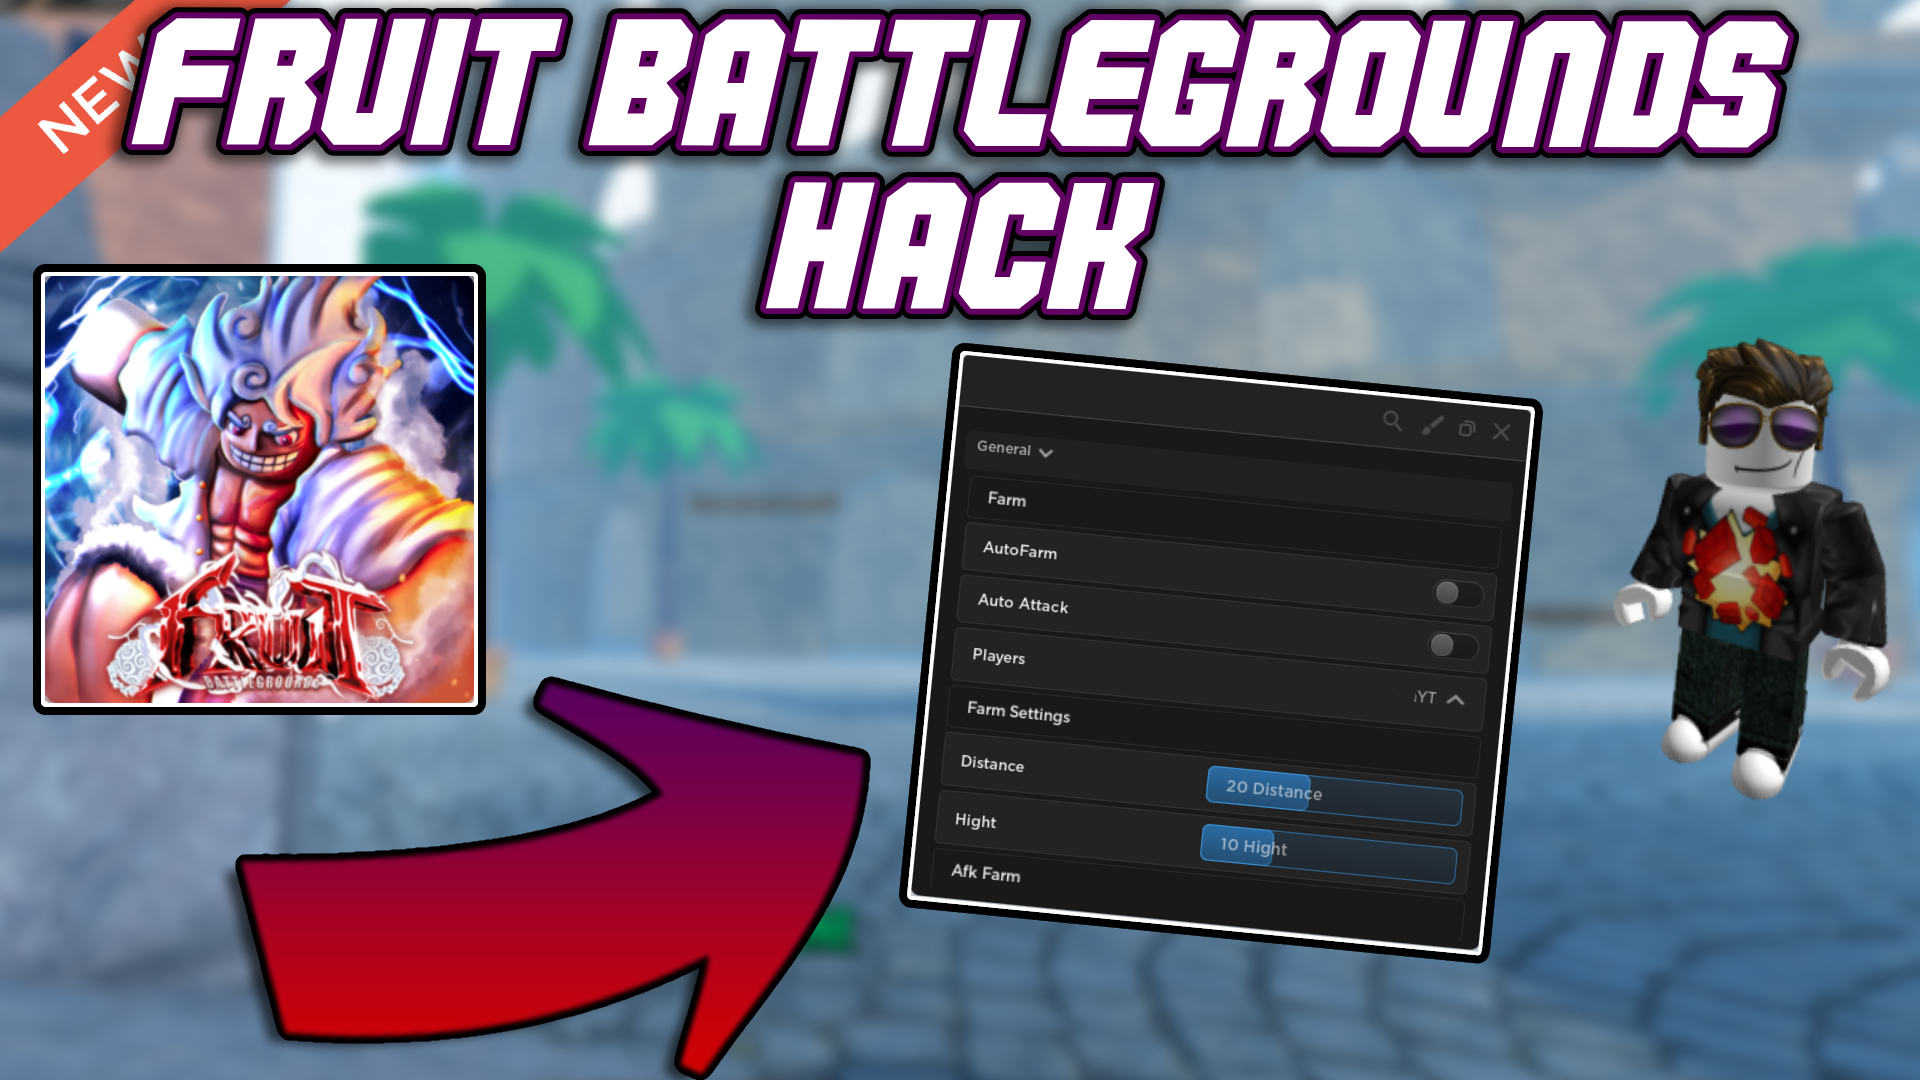 NEW
FRUIT BATTLEGROUNDS
HACK
FRUIT
BATTLEGROUNDS
General
Farm
AutoFarm
Auto Attack
Players
YT
Farm Settings
Distance
20 Distance
Hight
10 Hight
Afk Farm